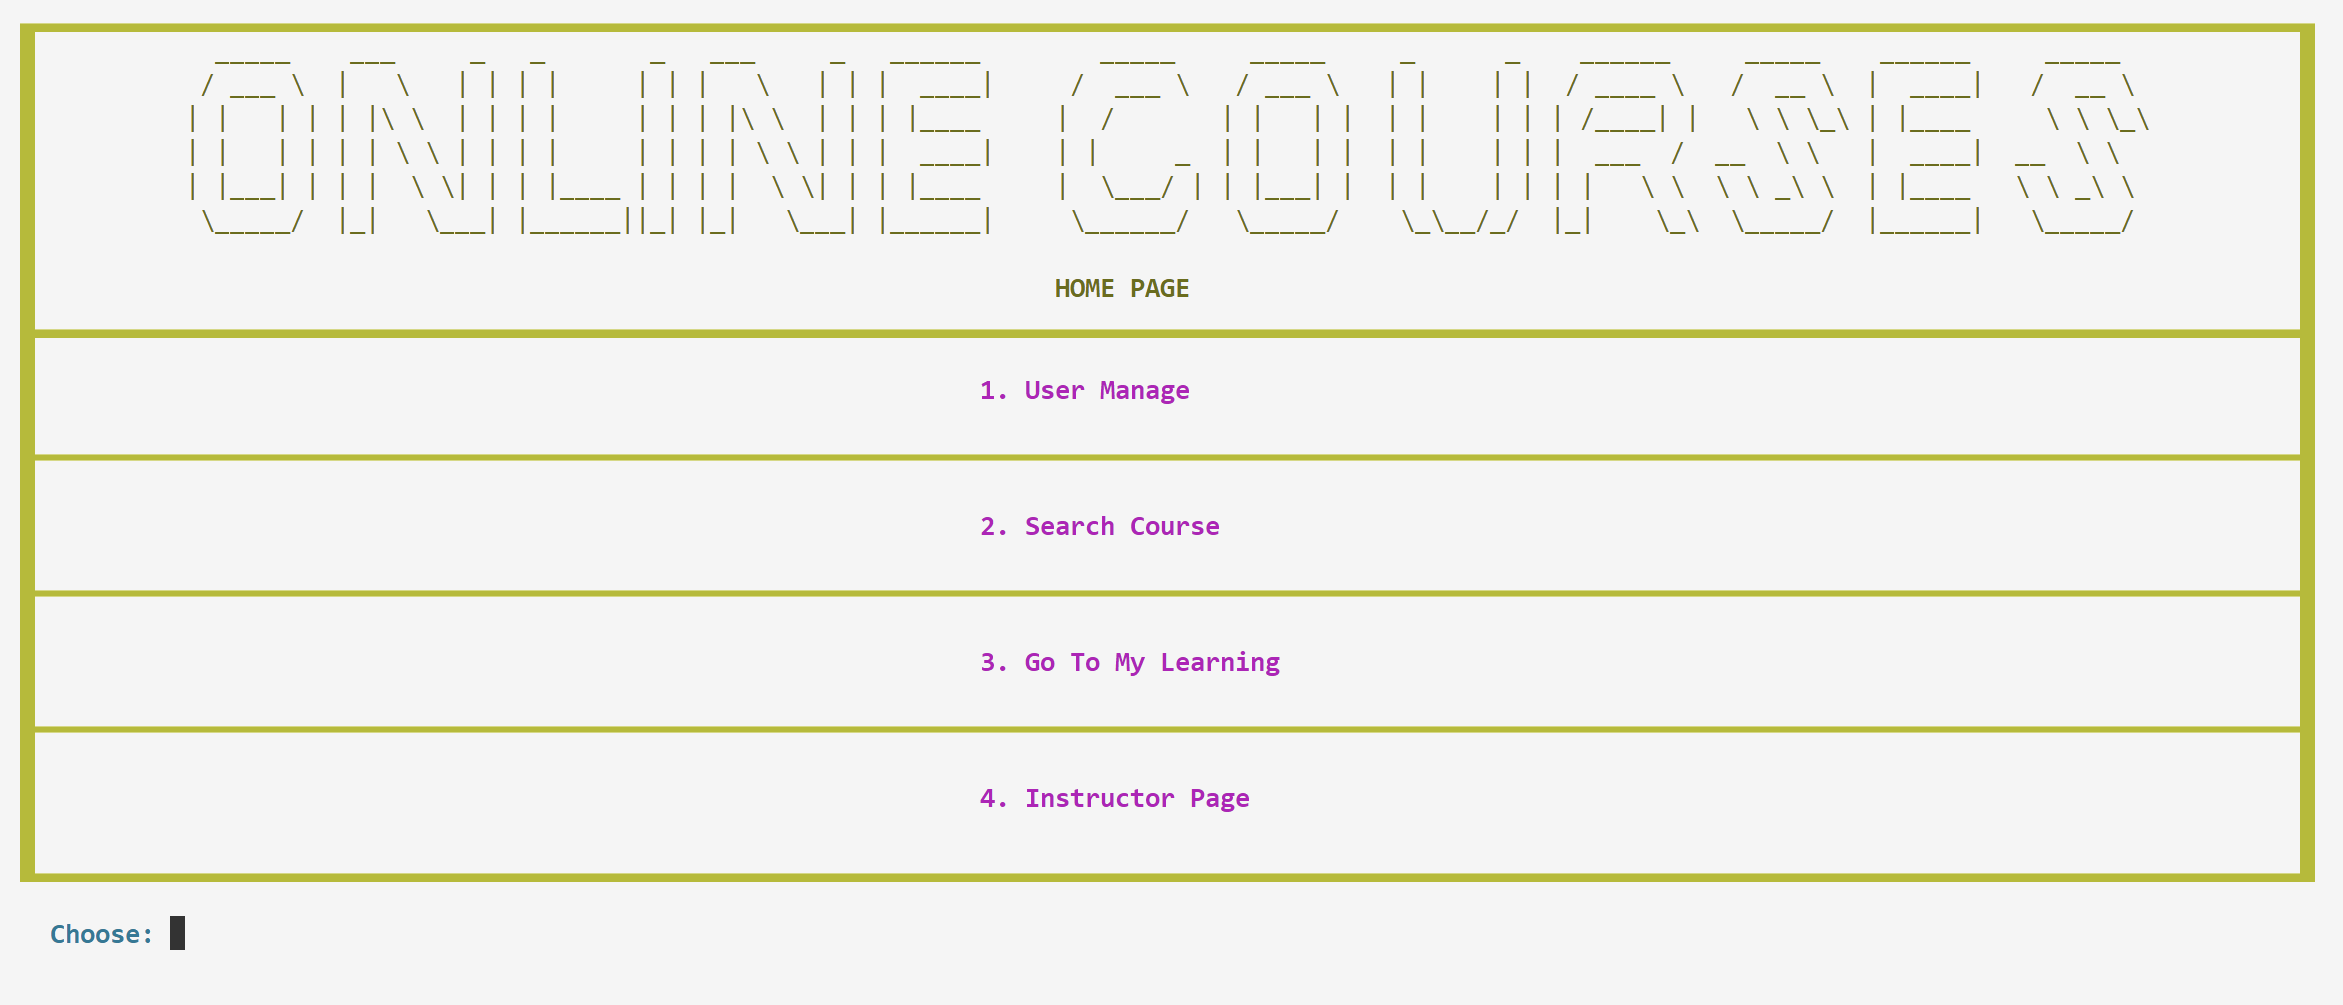 ONLINE COURSES
HOME PAGE
1. User Manage
2. Search Course
3. Go To My Learning
4. Instructor Page
Choose: